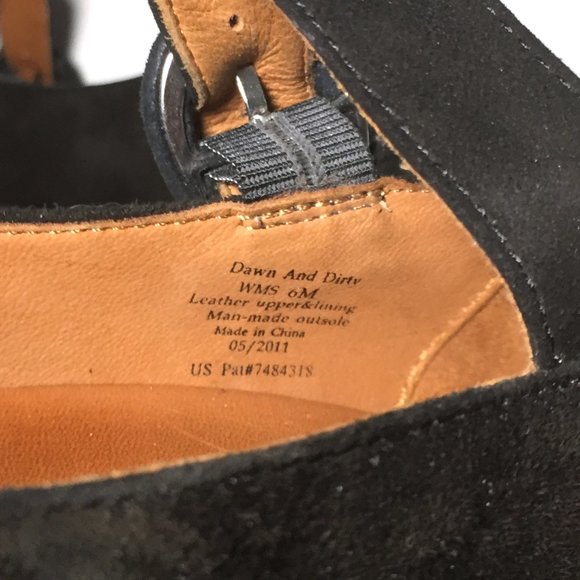 Dawn And Dirty
WMS 6M
Leather upper&lining
Man-made outsole
Made in China
05/2011
US Pat#7484318